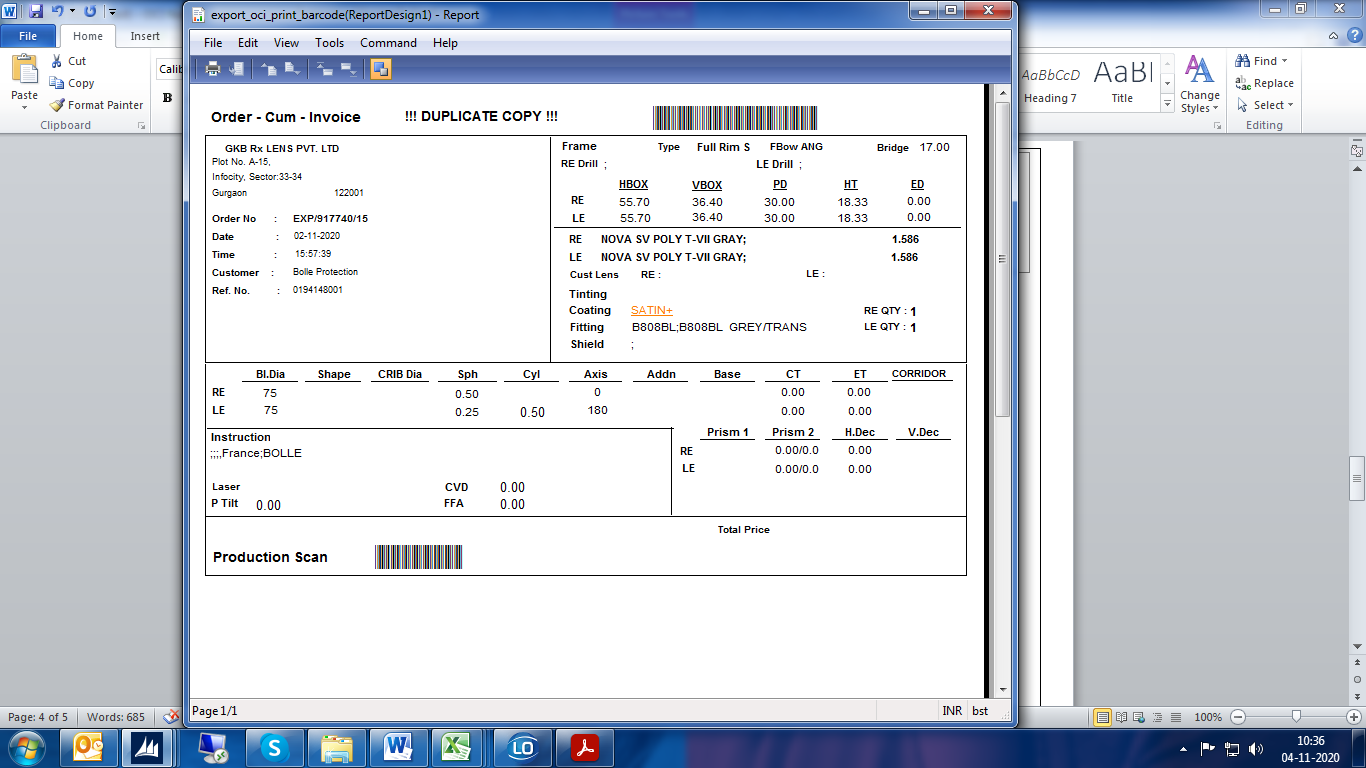 export_oci_print_barcode(ReportDesign1) - Report
File Home Insert
Cut
Copy
Paste Format Painter
Clipboard
Calib
B
AaBbCcD AaBl
Heading 7 Title
Change Styles
Find
Replace
Select
Editing
File Edit View Tools Command Help
Order - Cum - Invoice !!! DUPLICATE COPY !!!
GKB Rx LENS PVT. LTD
Plot No. A-15,
Infocity, Sector:33-34
Gurgaon 122001
Order No : EXP/917740/15
Date : 02-11-2020
Time : 15:57:39
Customer : Bolle Protection
Ref. No. : 0194148001
Frame Type Full Rim S FBow ANG Bridge 17.00
RE Drill ; LE Drill ;
HBOX VBOX PD HT ED
RE 55.70 36.40 30.00 18.33 0.00
LE 55.70 36.40 30.00 18.33 0.00
RE NOVA SV POLY T-VII GRAY; 1.586
LE NOVA SV POLY T-VII GRAY; 1.586
Cust Lens RE : LE :
Tinting
Coating SATIN+ RE QTY : 1
Fitting B808BL;B808BL GREY/TRANS LE QTY : 1
Shield ;
Bl.Dia Shape CRIB Dia Sph Cyl Axis Addn Base CT ET CORRIDOR
RE 75 0.50 0 0.00 0.00
LE 75 0.25 0.50 180 0.00 0.00
Instruction
;;;,France;BOLLE
Laser CVD 0.00
P Tilt 0.00 FFA 0.00
Prism 1 Prism 2 H.Dec V.Dec
RE 0.00/0.0 0.00
LE 0.00/0.0 0.00
Total Price
Production Scan
Page 1/1 INR bst
Page: 4 of 5 Words: 685 100%
10:36
04-11-2020